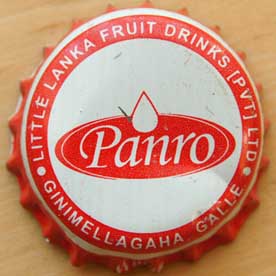 • LITTLE LANKA FRUIT DRINKS [PVT] LTD •
Panro
GINIMELLAGAHA GALLE